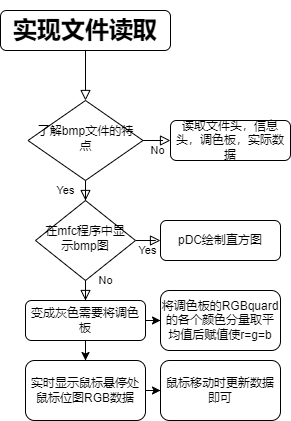 实现文件读取
了解bmp文件的特
点
读取文件头，信息
头，调色板，实际数
据
No
Yes
在mfc程序中显
示bmp图
pDC绘制直方图
Yes
No
变成灰色需要将调色
板
将调色板的RGBquard
的各个颜色分量取平
均值后赋值使r=g=b
实时显示鼠标悬停处
鼠标位图RGB数据
鼠标移动时更新数据
即可